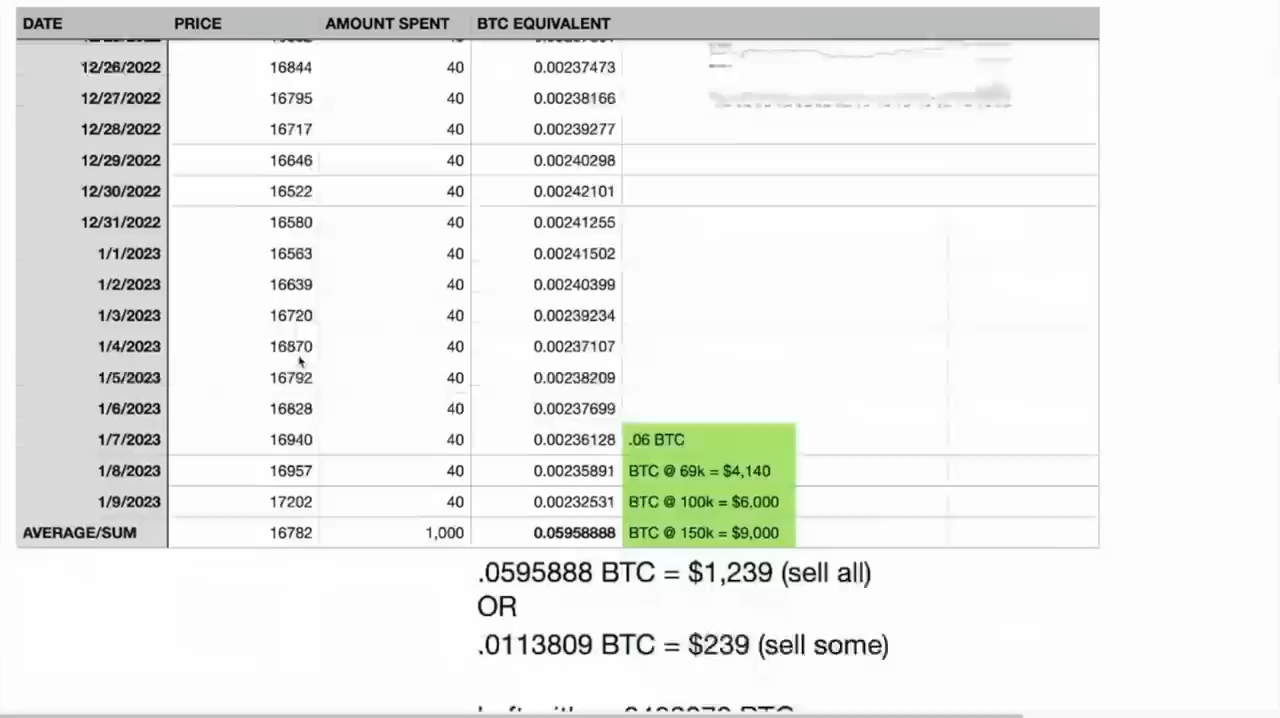 DATE PRICE AMOUNT SPENT BTC EQUIVALENT
12/26/2022 16844 40 0.00237473
12/27/2022 16795 40 0.00238166
12/28/2022 16717 40 0.00239277
12/29/2022 16646 40 0.00240298
12/30/2022 16522 40 0.00242101
12/31/2022 16580 40 0.00241255
1/1/2023 16563 40 0.00241502
1/2/2023 16639 40 0.00240399
1/3/2023 16720 40 0.00239234
1/4/2023 16870 40 0.00237107
1/5/2023 16792 40 0.00238209
1/6/2023 16828 40 0.00237699
1/7/2023 16940 40 0.00236128 .06 BTC
1/8/2023 16957 40 0.00235891 BTC @ 69k = $4,140
1/9/2023 17202 40 0.00232531 BTC @ 100k = $6,000
AVERAGE/SUM 16782 1,000 0.05958888 BTC @ 150k = $9,000
.0595888 BTC = $1,239 (sell all)
OR
.0113809 BTC = $239 (sell some)